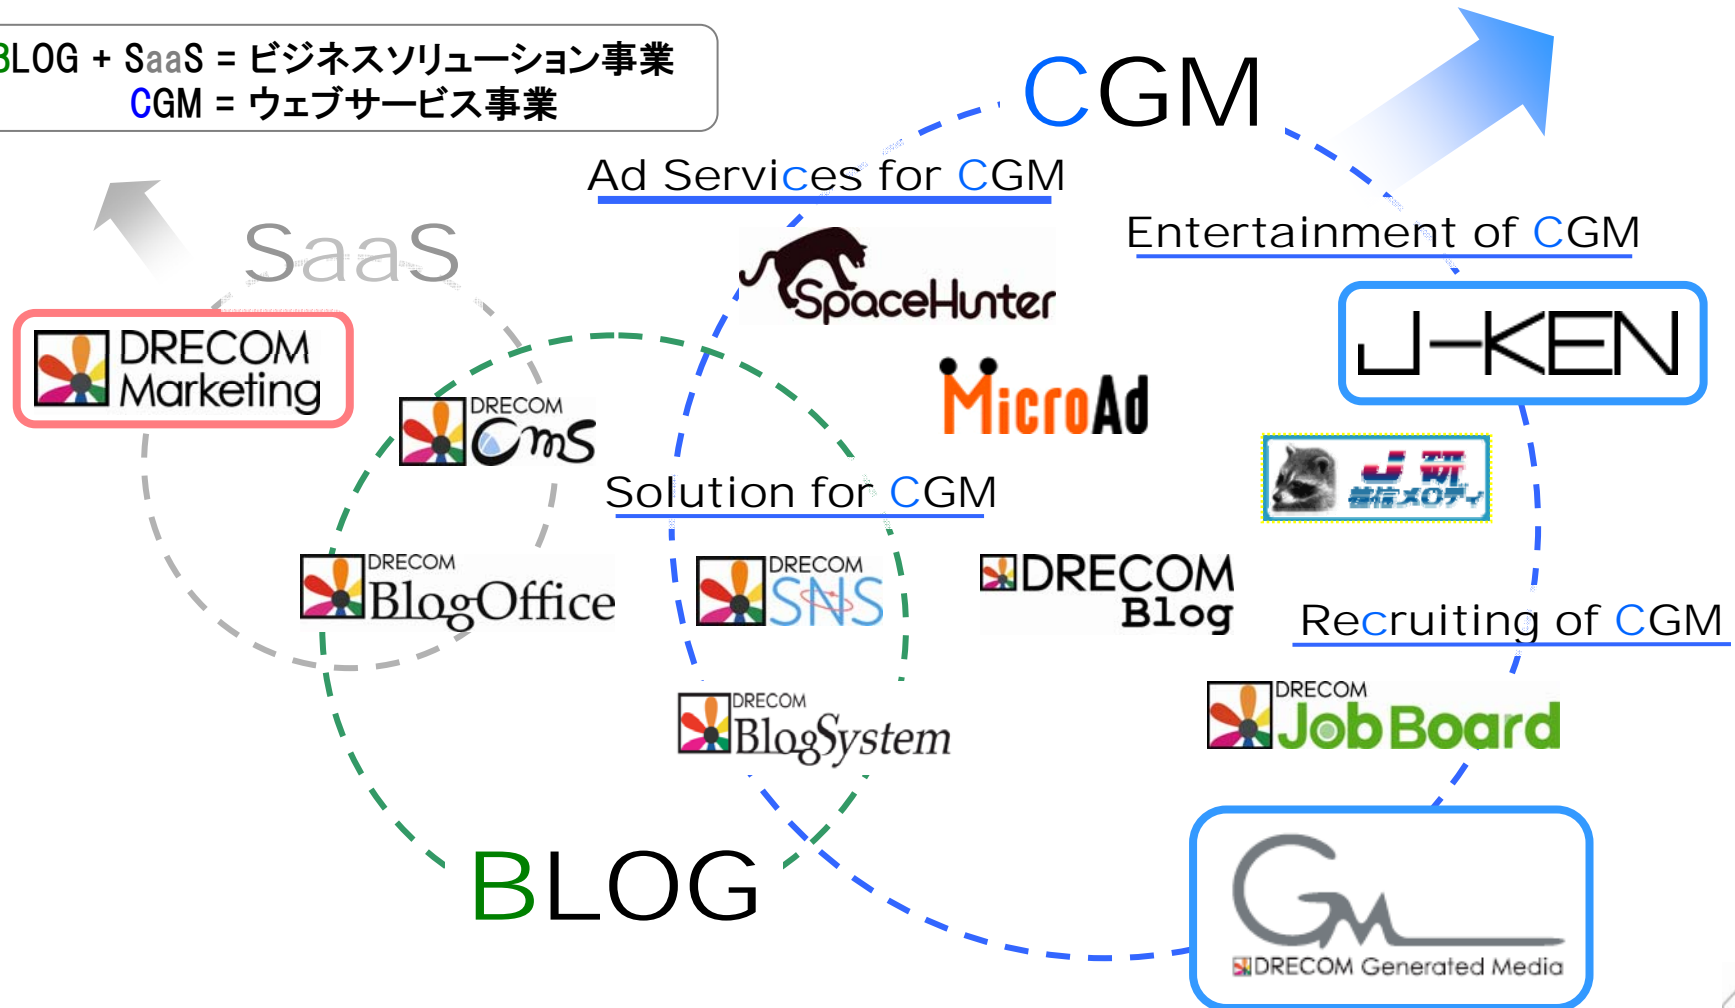 BLOG + SaaS = ビジネスソリューション事業
CGM = ウェブサービス事業
CGM
Ad Services for CGM
Entertainment of CGM
SaaS
SpaceHunter
J-KEN
DRECOM
Marketing
MicroAd
DRECOM
CMS
J研
着信メロディ
Solution for CGM
DRECOM
BlogOffice
DRECOM
SNS
DRECOM
Blog
Recruiting of CGM
DRECOM
JobBoard
DRECOM
BlogSystem
BLOG
GM
DRECOM Generated Media